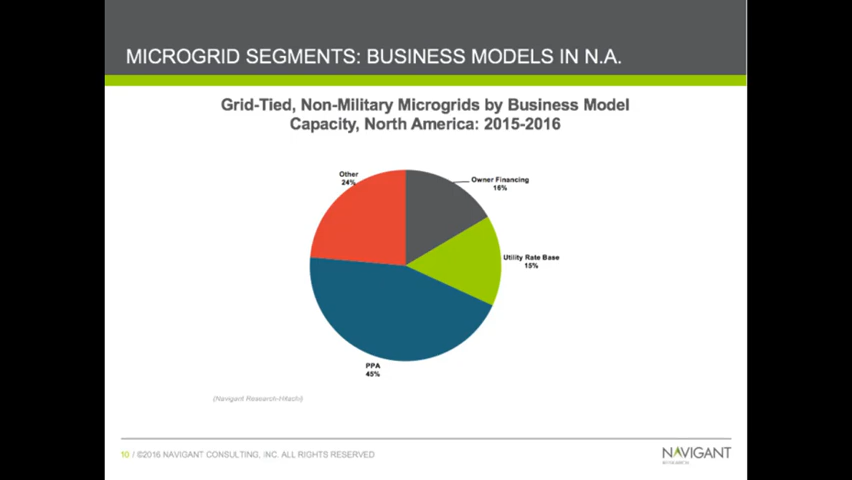 MICROGRID SEGMENTS: BUSINESS MODELS IN N.A.
Grid-Tied, Non-Military Microgrids by Business Model
Capacity, North America: 2015-2016
Other
24%
Owner Financing
16%
Utility Rate Base
15%
PPA
45%
(Navigant Research-Hitachi)
10 / ©2016 NAVIGANT CONSULTING, INC. ALL RIGHTS RESERVED
NAVIGANT